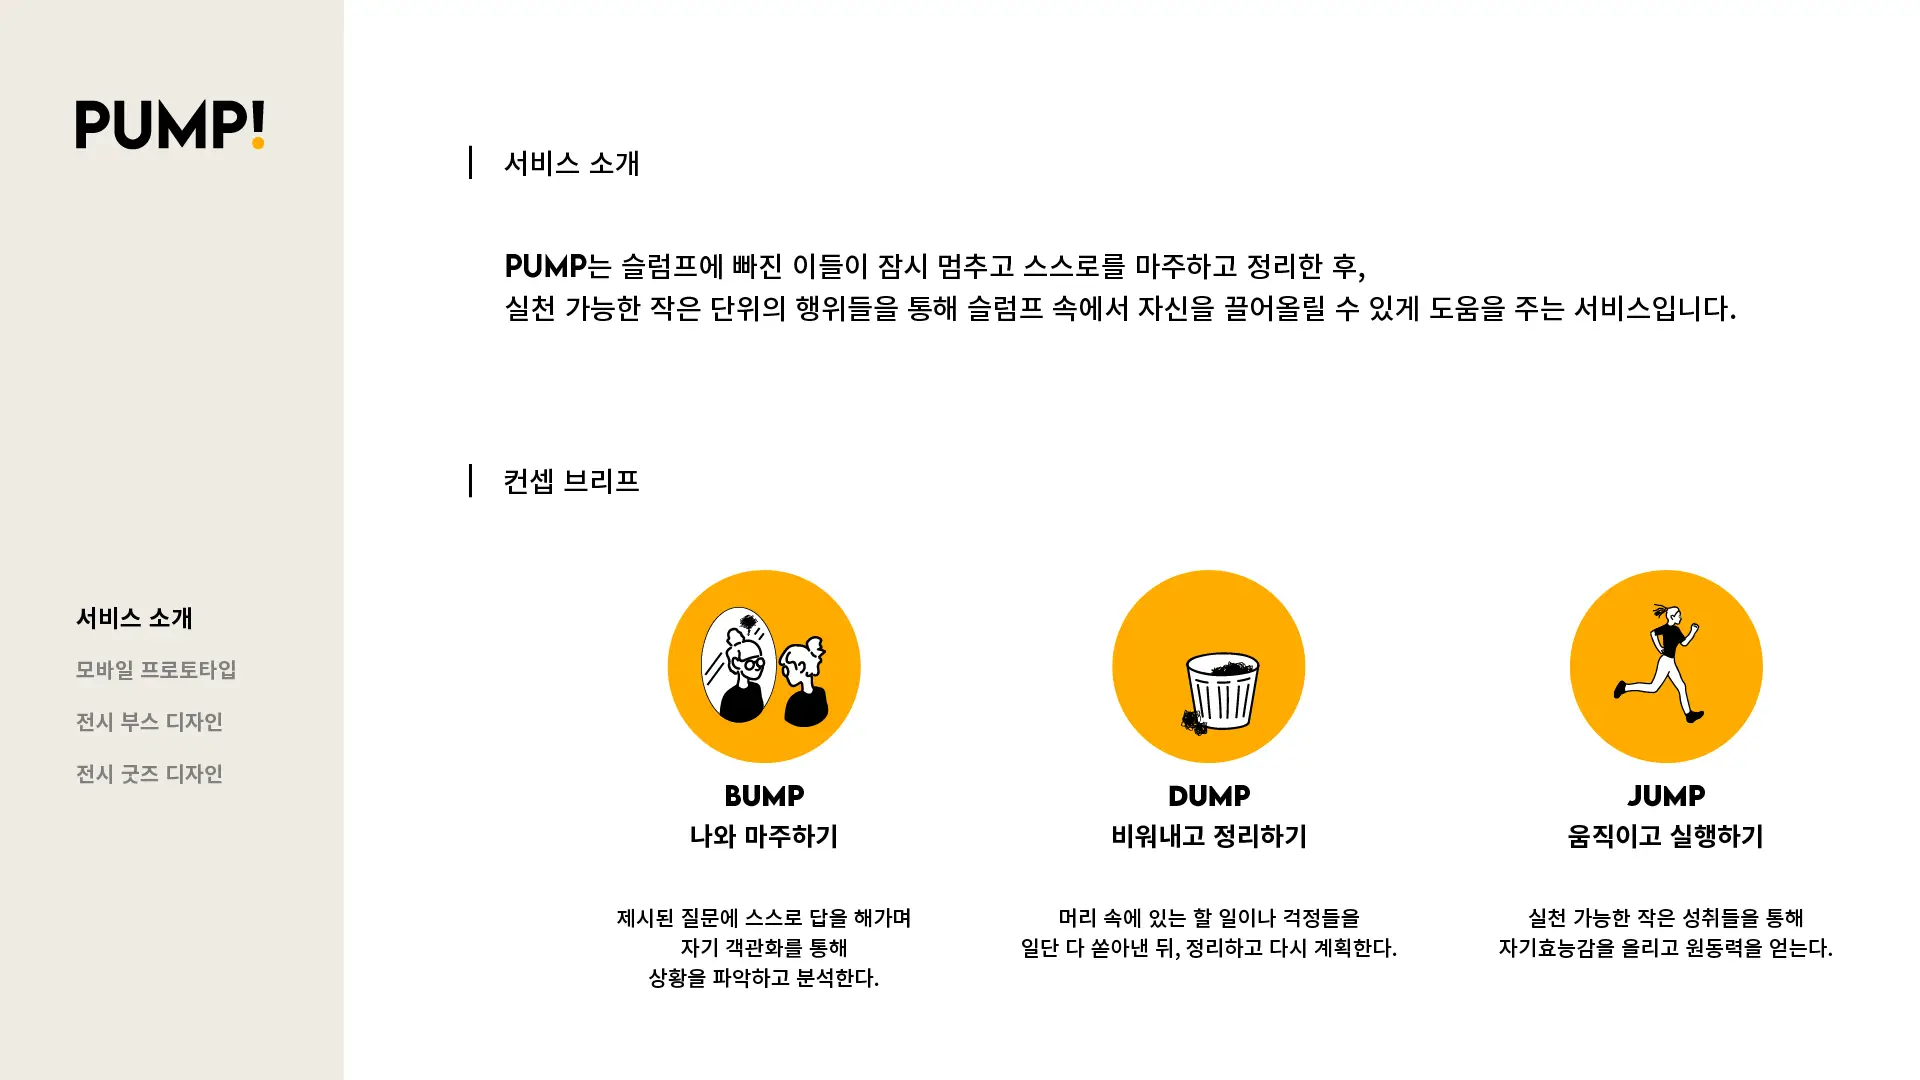 PUMP!
서비스 소개
모바일 프로토타입
전시 부스 디자인
전시 굿즈 디자인
서비스 소개
PUMP는 슬럼프에 빠진 이들이 잠시 멈추고 스스로를 마주하고 정리한 후,
실천 가능한 작은 단위의 행위들을 통해 슬럼프 속에서 자신을 끌어올릴 수 있게 도움을 주는 서비스입니다.
컨셉 브리프
BUMP
나와 마주하기
제시된 질문에 스스로 답을 해가며
자기 객관화를 통해
상황을 파악하고 분석한다.
DUMP
비워내고 정리하기
머리 속에 있는 할 일이나 걱정들을
일단 다 쏟아낸 뒤, 정리하고 다시 계획한다.
JUMP
움직이고 실행하기
실천 가능한 작은 성취들을 통해
자기효능감을 올리고 원동력을 얻는다.